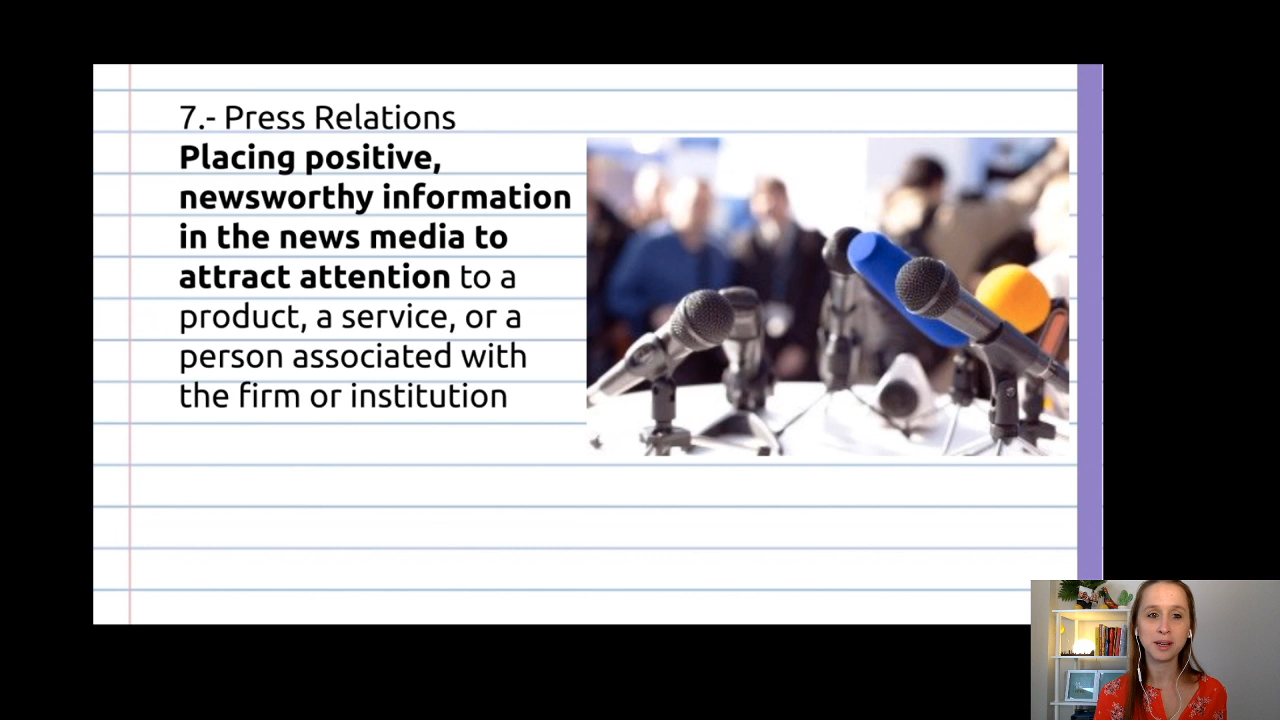 7.- Press Relations
Placing positive,
newsworthy information
in the news media to
attract attention to a
product, a service, or a
person associated with
the firm or institution